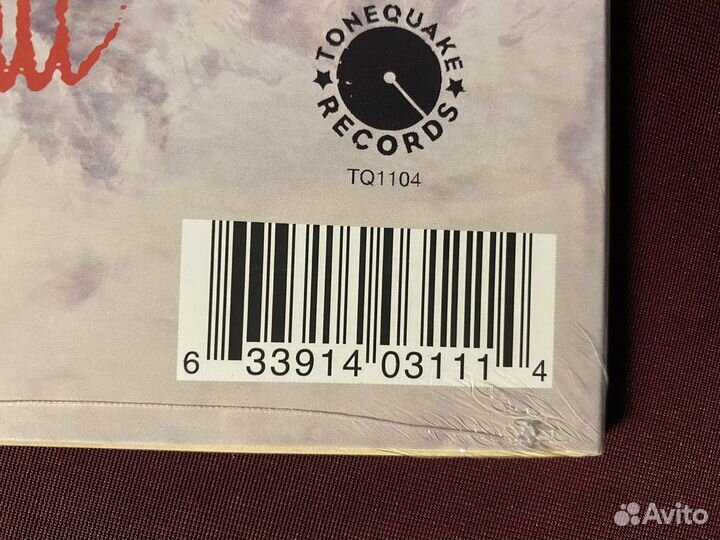 TONEQUAKE
RECORDS
TQ1104
6 33914 03111 4
Avito